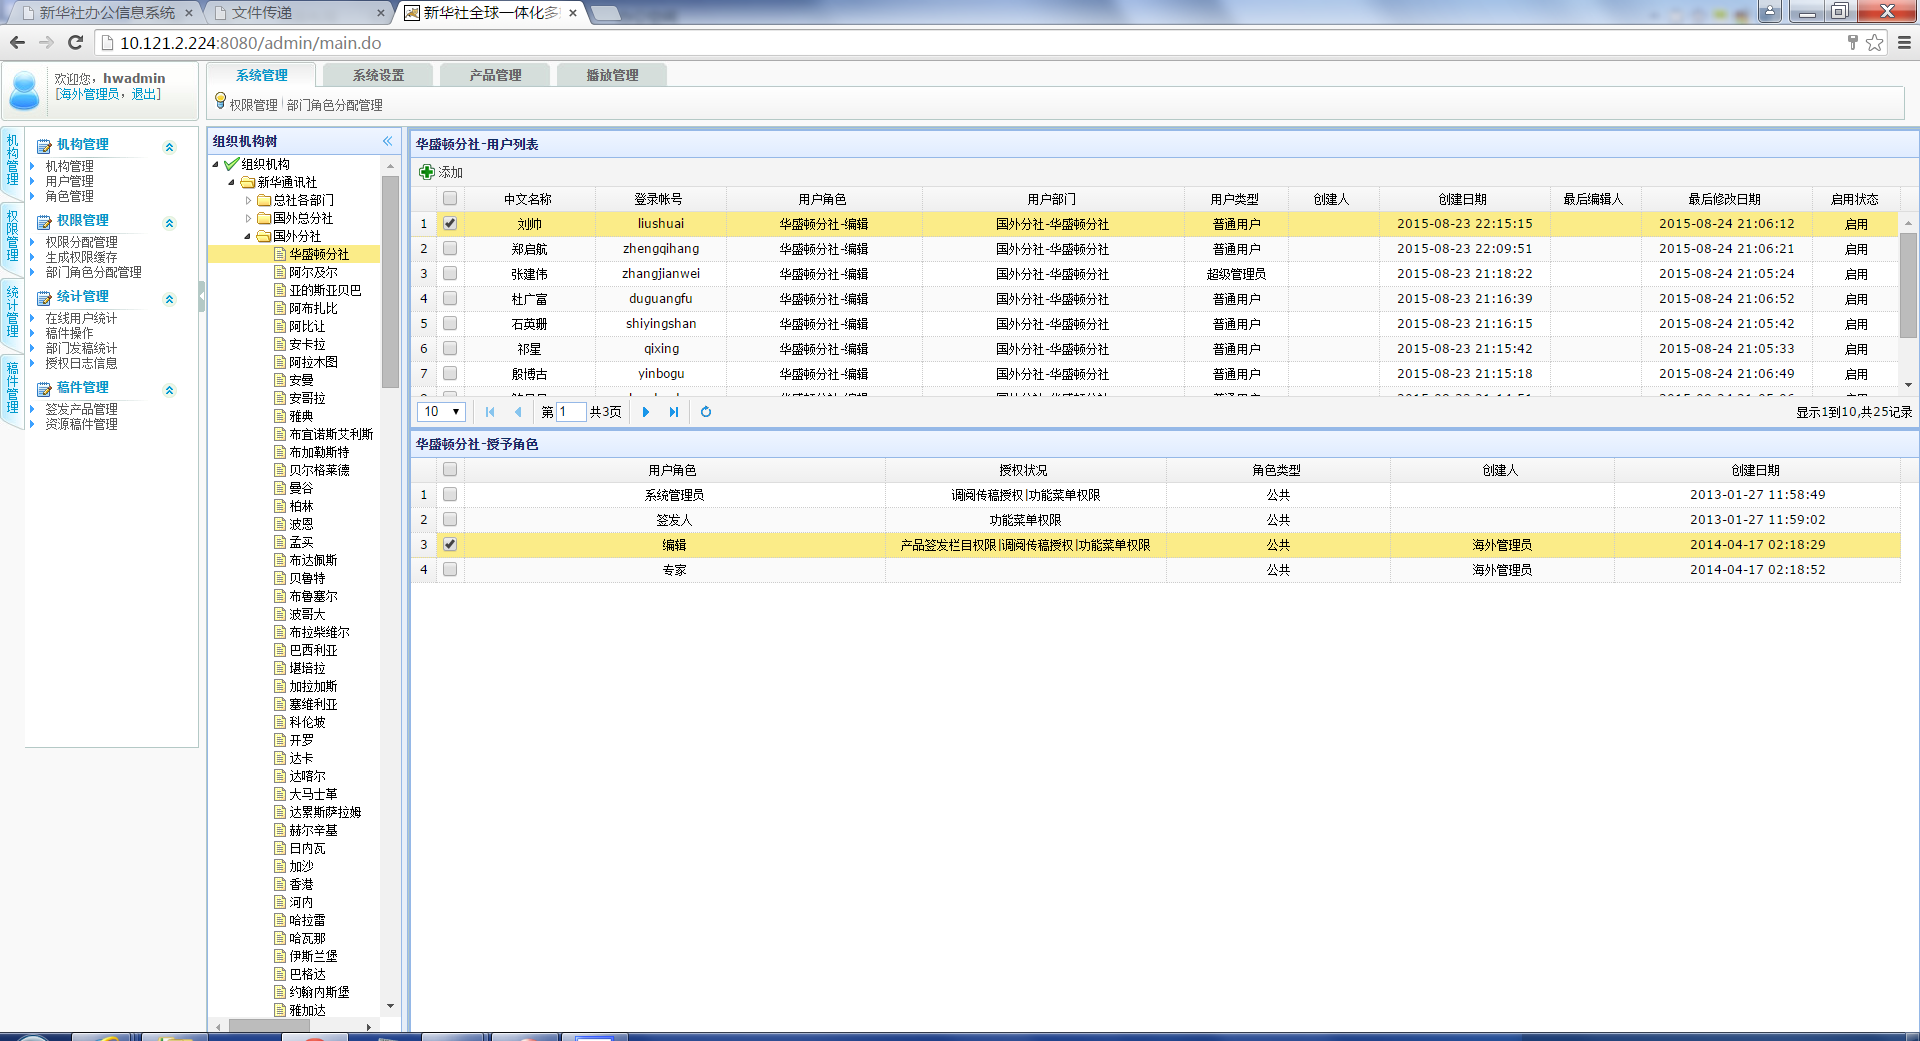 新华社办公信息系统
文件传递
新华社全球一体化多
10.121.2.224:8080/admin/main.do
欢迎您，hwadmin
[海外管理员，退出]
系统管理 系统设置 产品管理 播放管理
权限管理 部门角色分配管理
机构管理
权限管理
统计管理
稿件管理
机构管理
机构管理
用户管理
角色管理
权限管理
权限分配管理
生成权限缓存
部门角色分配管理
统计管理
在线用户统计
稿件操作
部门发稿统计
授权日志信息
稿件管理
签发产品管理
资源稿件管理
组织机构树
组织机构
新华通讯社
总社各部门
国外总分社
国外分社
华盛顿分社
阿尔及尔
亚的斯亚贝巴
阿布扎比
阿比让
安卡拉
阿拉木图
安曼
安哥拉
雅典
布宜诺斯艾利斯
布加勒斯特
贝尔格莱德
曼谷
柏林
波恩
孟买
布达佩斯
贝鲁特
布鲁塞尔
波哥大
布拉柴维尔
巴西利亚
堪培拉
加拉加斯
塞维利亚
科伦坡
开罗
达卡
达喀尔
大马士革
达累斯萨拉姆
赫尔辛基
日内瓦
加沙
香港
河内
哈拉雷
哈瓦那
伊斯兰堡
巴格达
约翰内斯堡
雅加达
华盛顿分社-用户列表
添加
中文名称 登录帐号 用户角色 用户部门 用户类型 创建人 创建日期 最后编辑人 最后修改日期 启用状态
1 刘帅 liushuai 华盛顿分社-编辑 国外分社-华盛顿分社 普通用户 2015-08-23 22:15:15 2015-08-24 21:06:12 启用
2 郑启航 zhengqihang 华盛顿分社-编辑 国外分社-华盛顿分社 普通用户 2015-08-23 22:09:51 2015-08-24 21:06:21 启用
3 张建伟 zhangjianwei 华盛顿分社-编辑 国外分社-华盛顿分社 超级管理员 2015-08-23 21:18:22 2015-08-24 21:05:24 启用
4 杜广富 duguangfu 华盛顿分社-编辑 国外分社-华盛顿分社 普通用户 2015-08-23 21:16:39 2015-08-24 21:06:52 启用
5 石英珊 shiyingshan 华盛顿分社-编辑 国外分社-华盛顿分社 普通用户 2015-08-23 21:16:15 2015-08-24 21:05:42 启用
6 祁星 qixing 华盛顿分社-编辑 国外分社-华盛顿分社 普通用户 2015-08-23 21:15:42 2015-08-24 21:05:33 启用
7 殷博古 yinbogu 华盛顿分社-编辑 国外分社-华盛顿分社 普通用户 2015-08-23 21:15:18 2015-08-24 21:06:49 启用
10 第 1 共3页 显示1到10,共25记录
华盛顿分社-授予角色
用户角色 授权状况 角色类型 创建人 创建日期
1 系统管理员 调阅传稿授权|功能菜单权限 公共 2013-01-27 11:58:49
2 签发人 功能菜单权限 公共 2013-01-27 11:59:02
3 编辑 产品签发栏目权限|调阅传稿授权|功能菜单权限 公共 海外管理员 2014-04-17 02:18:29
4 专家 公共 海外管理员 2014-04-17 02:18:52